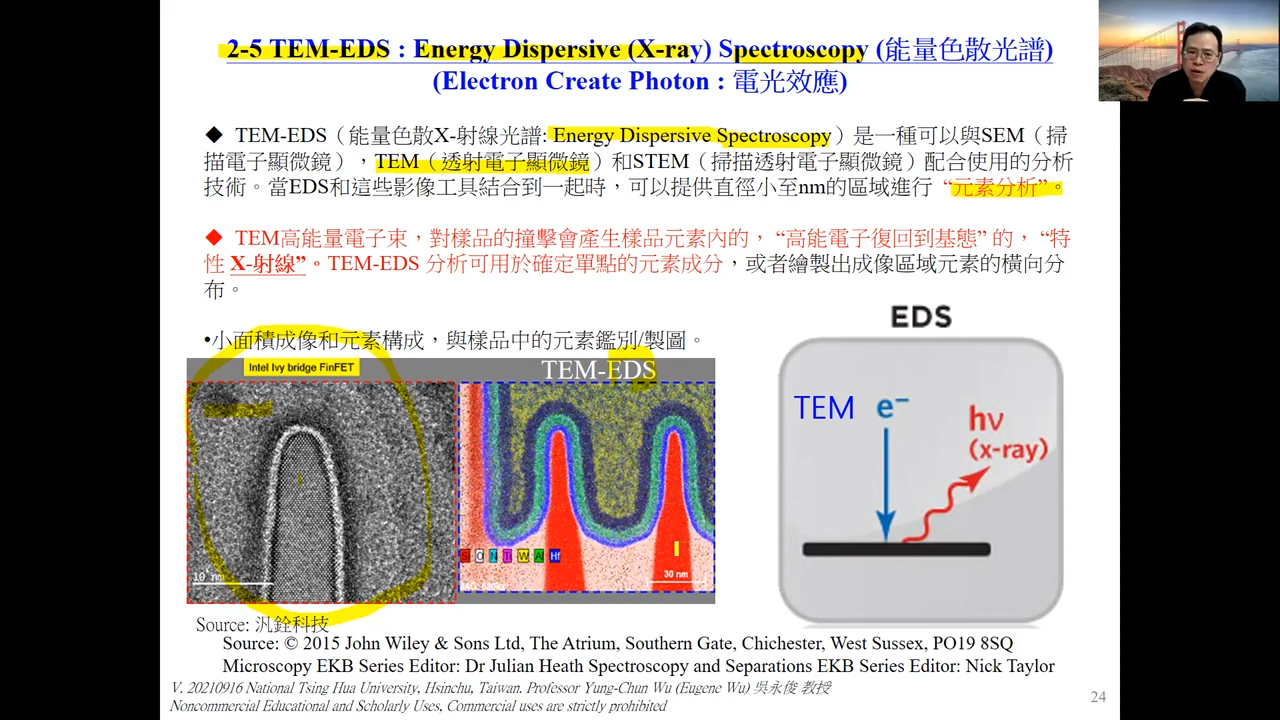 2-5 TEM-EDS : Energy Dispersive (X-ray) Spectroscopy (能量色散光譜)
(Electron Create Photon : 電光效應)
◆ TEM-EDS（能量色散X-射線光譜: Energy Dispersive Spectroscopy）是一種可以與SEM（掃
描電子顯微鏡），TEM（透射電子顯微鏡）和STEM（掃描透射電子顯微鏡）配合使用的分析
技術。當EDS和這些影像工具結合到一起時，可以提供直徑小至nm的區域進行 “元素分析”。
◆ TEM高能量電子束，對樣品的撞擊會產生樣品元素內的，“高能電子復回到基態” 的，“特
性 X-射線”。TEM-EDS 分析可用於確定單點的元素成分，或者繪製出成像區域元素的橫向分
布。
•小面積成像和元素構成，與樣品中的元素鑑別/製圖。
Intel Ivy bridge FinFET
10 nm
TEM-EDS
O N Ti W Al Hf
30 nm
EDS
TEM e⁻
hν
(x-ray)
Source: 汎銓科技
Source: © 2015 John Wiley & Sons Ltd, The Atrium, Southern Gate, Chichester, West Sussex, PO19 8SQ
Microscopy EKB Series Editor: Dr Julian Heath Spectroscopy and Separations EKB Series Editor: Nick Taylor
V. 20210916 National Tsing Hua University, Hsinchu, Taiwan. Professor Yung-Chun Wu (Eugene Wu) 吳永俊 教授
Noncommercial Educational and Scholarly Uses, Commercial uses are strictly prohibited
24